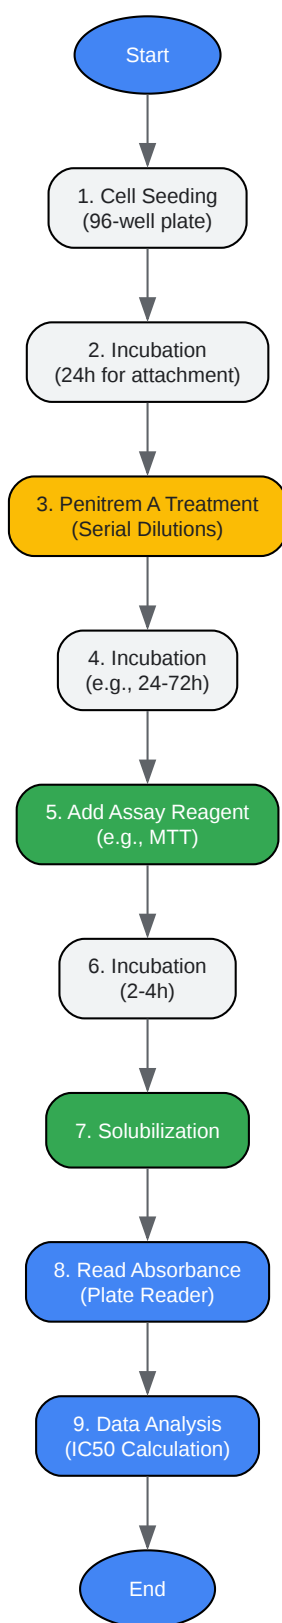 Start
1. Cell Seeding
(96-well plate)
2. Incubation
(24h for attachment)
3. Penitrem A Treatment
(Serial Dilutions)
4. Incubation
(e.g., 24-72h)
5. Add Assay Reagent
(e.g., MTT)
6. Incubation
(2-4h)
7. Solubilization
8. Read Absorbance
(Plate Reader)
9. Data Analysis
(IC50 Calculation)
End